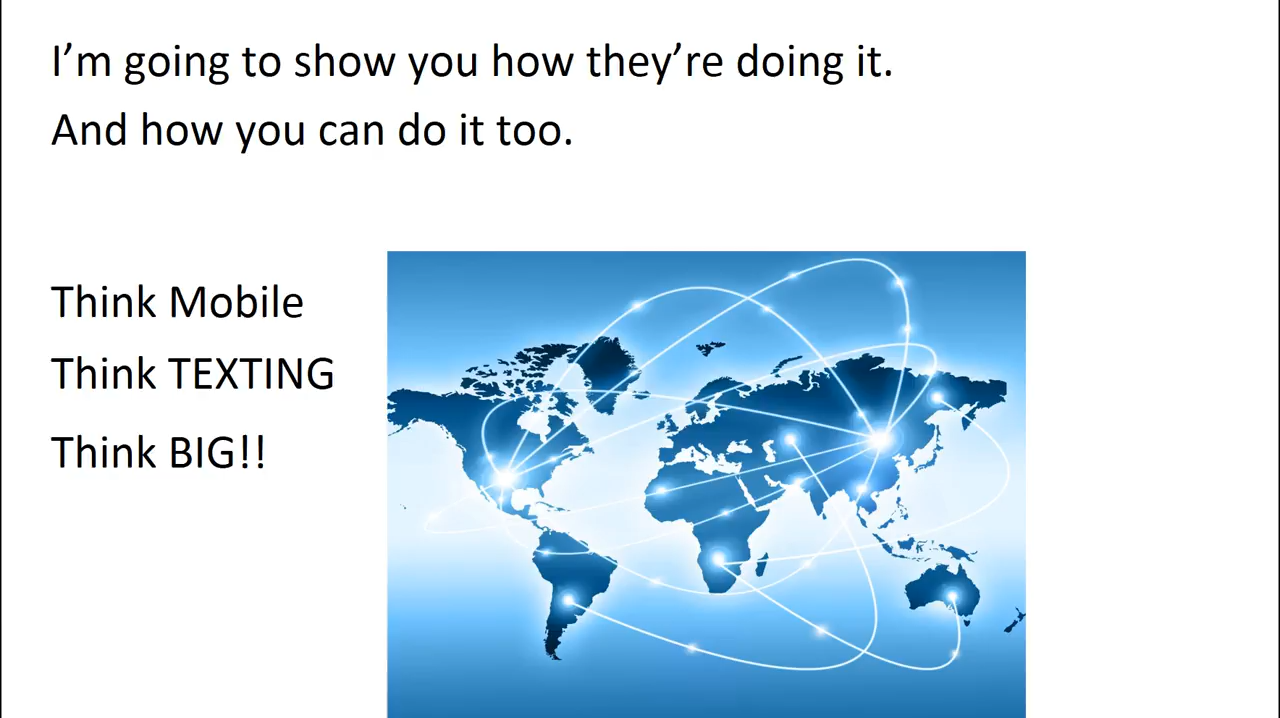 I’m going to show you how they’re doing it.
And how you can do it too.
Think Mobile
Think TEXTING
Think BIG!!